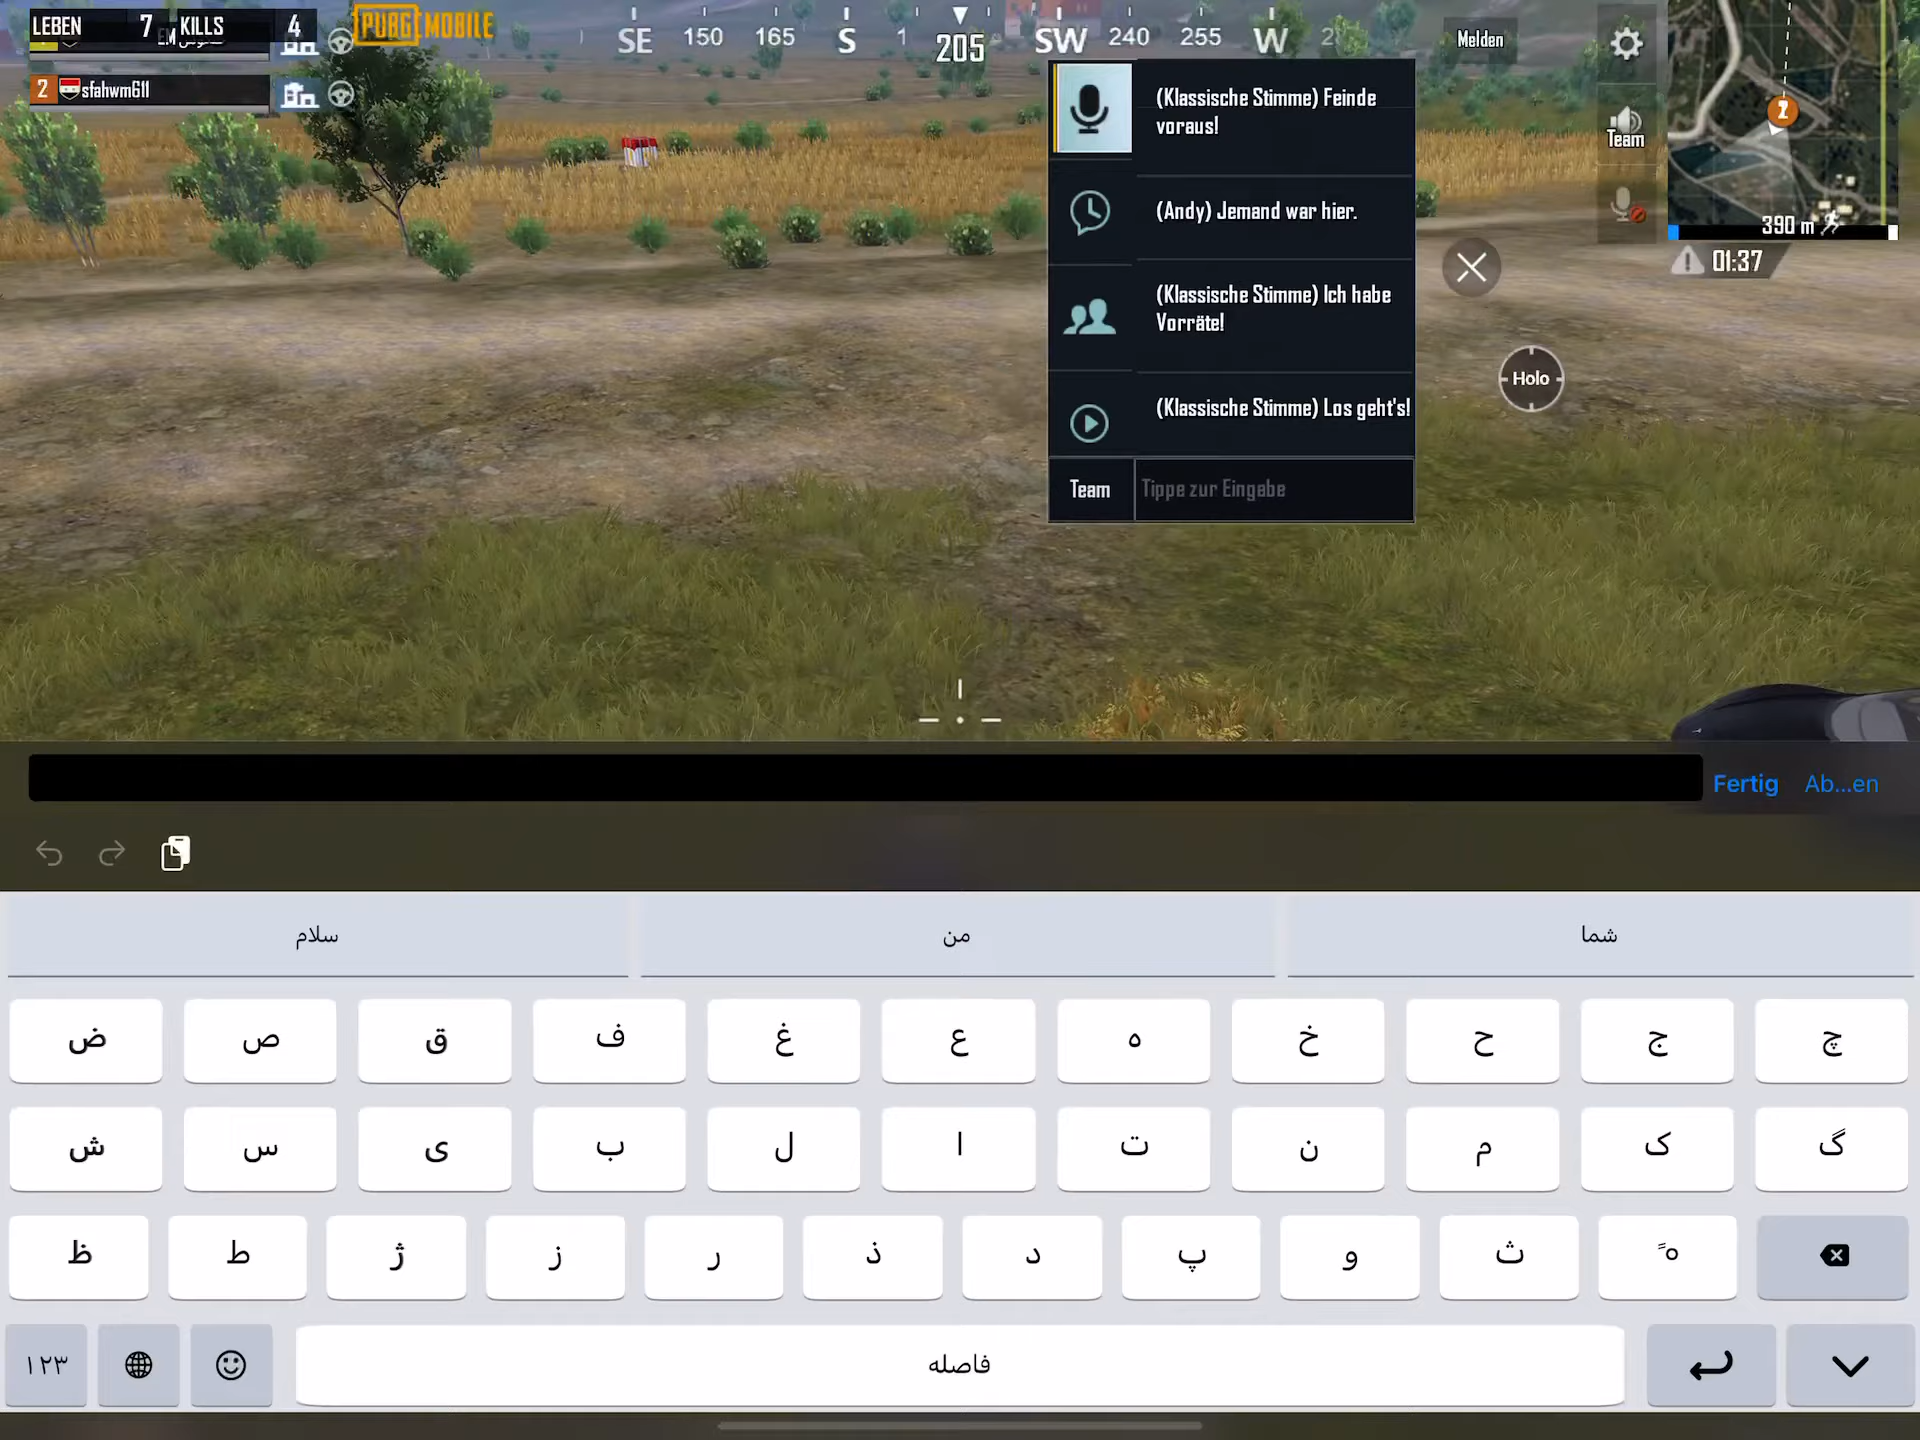 LEBEN 7 KILLS 4
PUBG MOBILE
SE 150 165 S 205 SW 240 255 W
Melden
2 sfahwm611
Team
2
390 m
01:37
(Klassische Stimme) Feinde
voraus!
(Andy) Jemand war hier.
(Klassische Stimme) Ich habe
Vorräte!
(Klassische Stimme) Los geht's!
Team Tippe zur Eingabe
Holo
Fertig Ab...en
سلام من شما
ض ص ق ف غ ع ه خ ح ج چ
ش س ی ب ل ا ت ن م ک گ
ظ ط ژ ز ر ذ د پ و ث
۱۲۳ فاصله